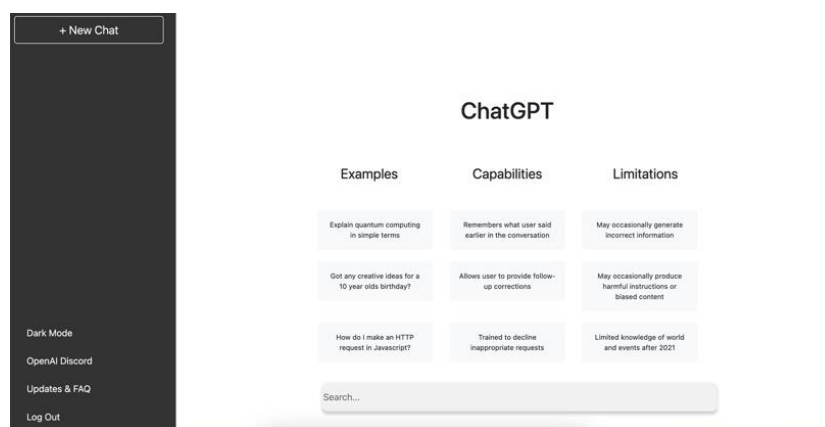 + New Chat
Dark Mode
OpenAI Discord
Updates & FAQ
Log Out
ChatGPT
Examples
Explain quantum computing
in simple terms
Got any creative ideas for a
10 year olds birthday?
How do I make an HTTP
request in Javascript?
Capabilities
Remembers what user said
earlier in the conversation
Allows user to provide follow-
up corrections
Trained to decline
inappropriate requests
Limitations
May occasionally generate
incorrect information
May occasionally produce
harmful instructions or
biased content
Limited knowledge of world
and events after 2021
Search...